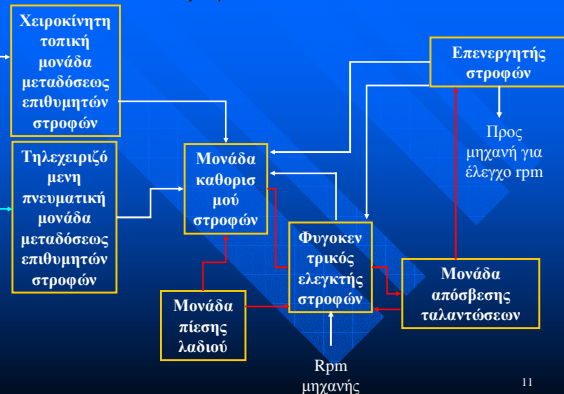 Χειροκίνητη
τοπική
μονάδα
μεταδόσεως
επιθυμητών
στροφών
Επενεργητής
στροφών
Προς
μηχανή για
έλεγχο rpm
Τηλεχειριζό
μενη
πνευματική
μονάδα
μεταδόσεως
επιθυμητών
στροφών
Μονάδα
καθορισ
μού
στροφών
Φυγοκεν
τρικός
ελεγκτής
στροφών
Μονάδα
απόσβεσης
ταλαντώσεων
Μονάδα
πίεσης
λαδιού
Rpm
μηχανής
11